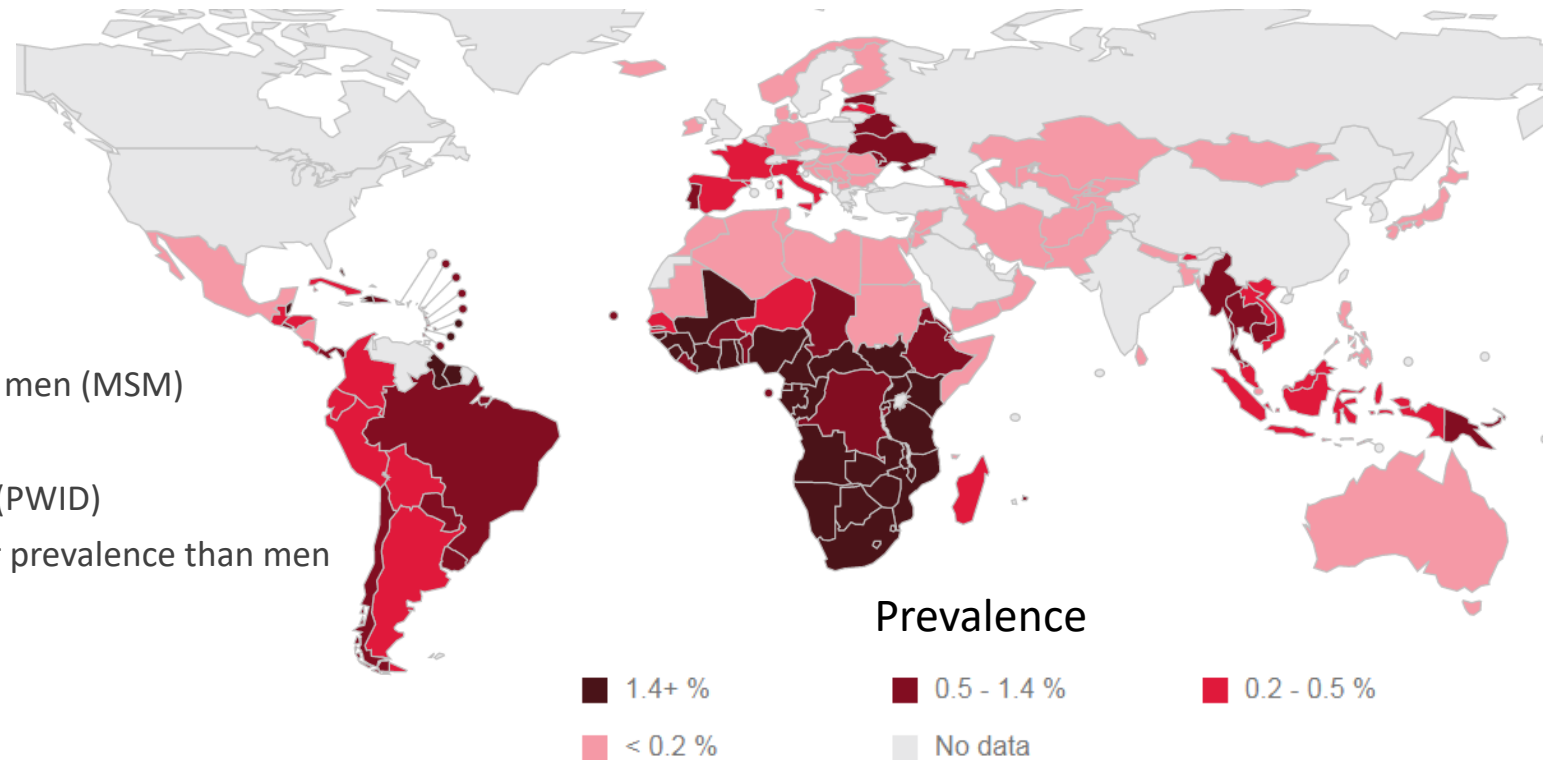 men (MSM)
(PWID)
prevalence than men
Prevalence
1.4+ %
0.5 - 1.4 %
0.2 - 0.5 %
< 0.2 %
No data